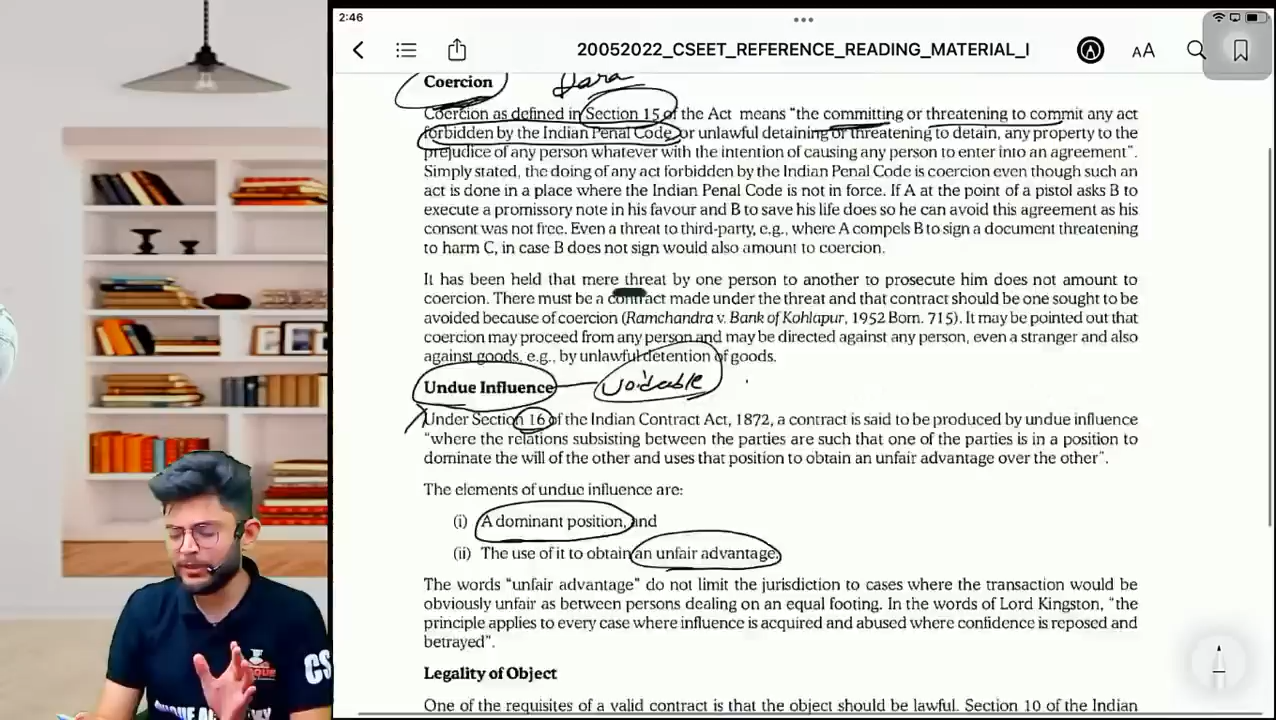 2:46
20052022_CSEET_REFERENCE_READING_MATERIAL_I
AA
Coercion
Coercion as defined in Section 15 of the Act means “the committing or threatening to commit any act
forbidden by the Indian Penal Code, or unlawful detaining or threatening to detain, any property to the
prejudice of any person whatever with the intention of causing any person to enter into an agreement”.
Simply stated, the doing of any act forbidden by the Indian Penal Code is coercion even though such an
act is done in a place where the Indian Penal Code is not in force. If A at the point of a pistol asks B to
execute a promissory note in his favour and B to save his life does so he can avoid this agreement as his
consent was not free. Even a threat to third-party, e.g., where A compels B to sign a document threatening
to harm C, in case B does not sign would also amount to coercion.
It has been held that mere threat by one person to another to prosecute him does not amount to
coercion. There must be a contract made under the threat and that contract should be one sought to be
avoided because of coercion (Ramchandra v. Bank of Kohlapur, 1952 Bom. 715). It may be pointed out that
coercion may proceed from any person and may be directed against any person, even a stranger and also
against goods, e.g., by unlawful detention of goods.
Undue Influence voidable
Under Section 16 of the Indian Contract Act, 1872, a contract is said to be produced by undue influence
“where the relations subsisting between the parties are such that one of the parties is in a position to
dominate the will of the other and uses that position to obtain an unfair advantage over the other”.
The elements of undue influence are:
(i) A dominant position, and
(ii) The use of it to obtain an unfair advantage.
The words “unfair advantage” do not limit the jurisdiction to cases where the transaction would be
obviously unfair as between persons dealing on an equal footing. In the words of Lord Kingston, “the
principle applies to every case where influence is acquired and abused where confidence is reposed and
betrayed”.
Legality of Object
One of the requisites of a valid contract is that the object should be lawful. Section 10 of the Indian
CS